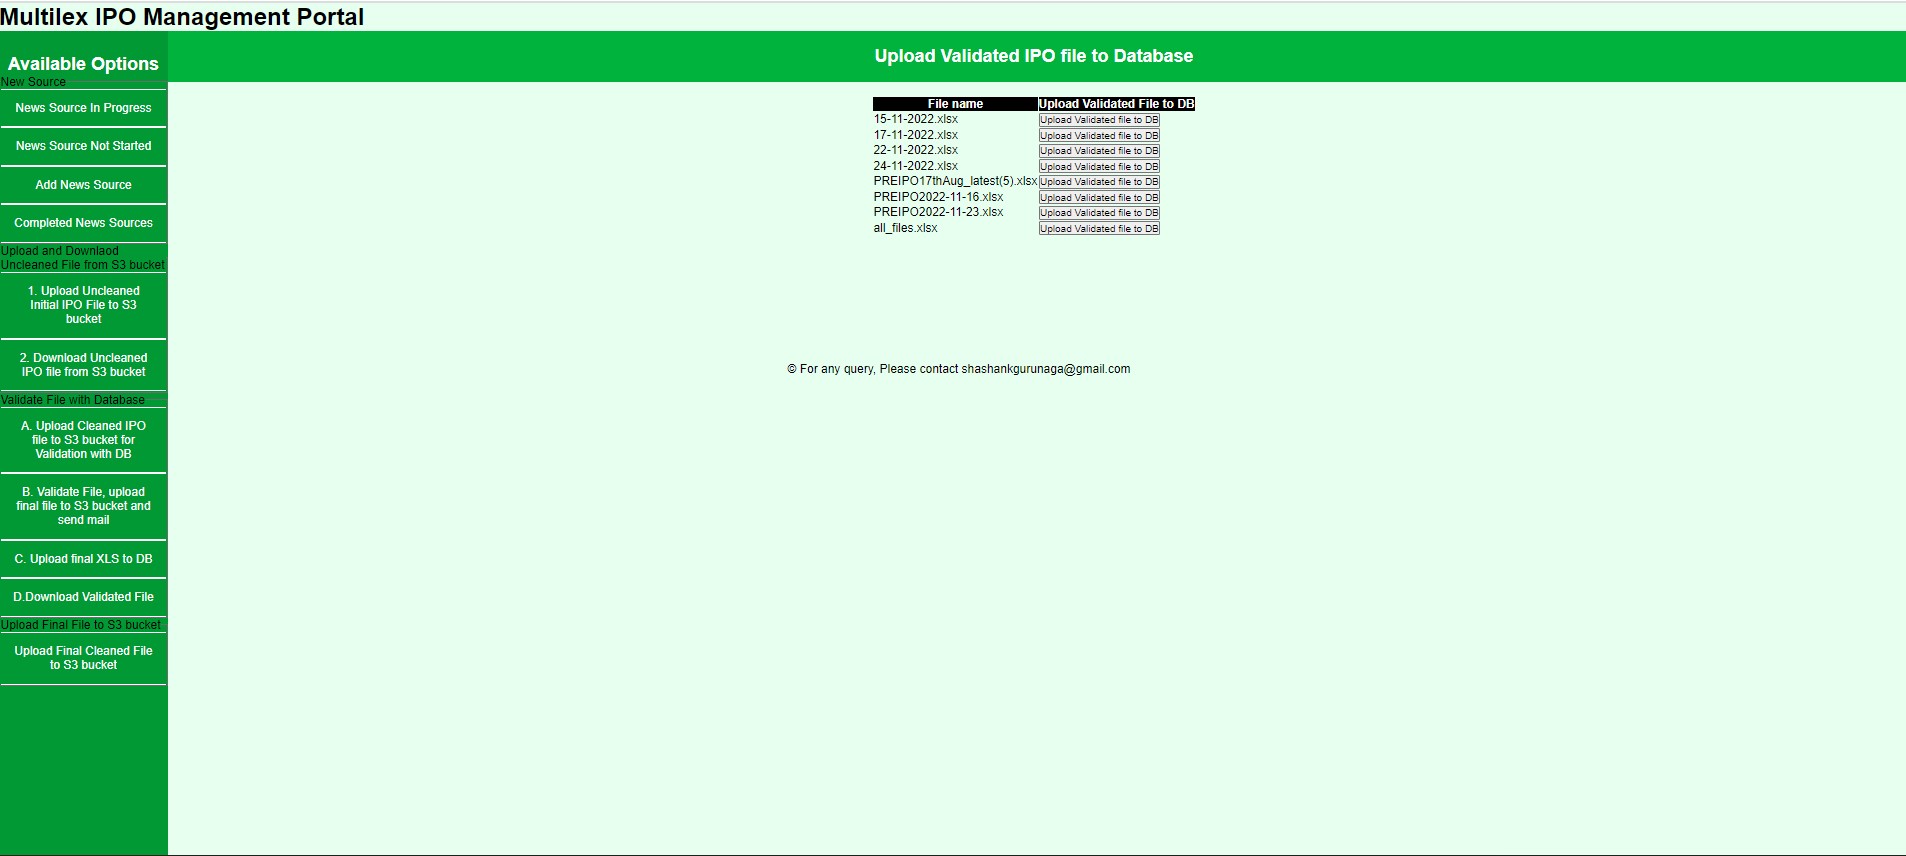 Multilex IPO Management Portal
Available Options
New Source
News Source In Progress
News Source Not Started
Add News Source
Completed News Sources
Upload and Downlaod
Uncleaned File from S3 bucket
1. Upload Uncleaned
Initial IPO File to S3
bucket
2. Download Uncleaned
IPO file from S3 bucket
Validate File with Database
A. Upload Cleaned IPO
file to S3 bucket for
Validation with DB
B. Validate File, upload
final file to S3 bucket and
send mail
C. Upload final XLS to DB
D.Download Validated File
Upload Final File to S3 bucket
Upload Final Cleaned File
to S3 bucket
Upload Validated IPO file to Database
File name Upload Validated File to DB
15-11-2022.xlsx Upload Validated file to DB
17-11-2022.xlsx Upload Validated file to DB
22-11-2022.xlsx Upload Validated file to DB
24-11-2022.xlsx Upload Validated file to DB
PREIPO17thAug_latest(5).xlsx Upload Validated file to DB
PREIPO2022-11-16.xlsx Upload Validated file to DB
PREIPO2022-11-23.xlsx Upload Validated file to DB
all_files.xlsx Upload Validated file to DB
© For any query, Please contact shashankgurunaga@gmail.com